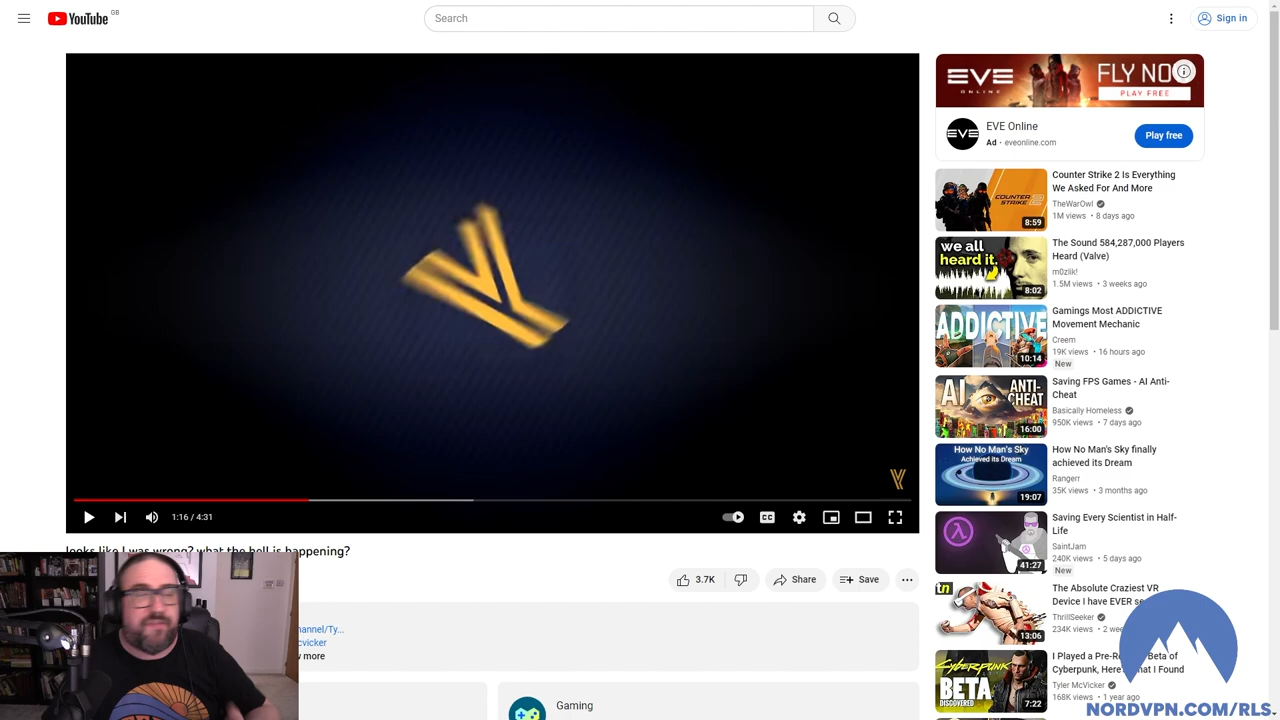 YouTube
GB
Search
Sign in
EVE
ONLINE
FLY NO
PLAY FREE
EVE
EVE Online
Ad · eveonline.com
Play free
COUNTER
STRIKE 2
8:59
Counter Strike 2 Is Everything
We Asked For And More
TheWarOwl
1M views • 8 days ago
we all
heard it.
8:02
The Sound 584,287,000 Players
Heard (Valve)
m0zlik!
1.5M views • 3 weeks ago
ADDICTIVE
10:14
Gamings Most ADDICTIVE
Movement Mechanic
Creem
19K views • 16 hours ago
New
AI ANTI-
CHEAT
16:00
Saving FPS Games - AI Anti-
Cheat
Basically Homeless
950K views • 7 days ago
How No Man's Sky
Achieved its Dream
19:07
How No Man's Sky finally
achieved its Dream
Rangerr
35K views • 3 months ago
41:27
Saving Every Scientist in Half-
Life
SaintJam
240K views • 5 days ago
New
tn
13:06
The Absolute Craziest VR
Device I have EVER
ThrillSeeker
234K views • 2
Cyberpunk
BETA
DISCOVERED
7:22
I Played a Beta of
Cyberpunk, I Found
Tyler McVicker
168K views • 1 year ago
1:16 / 4:31
CC
looks like I was wrong? what the hell is happening?
3.7K
Share
Save
hannel/Ty...
cvicker
more
Gaming
NORDVPN.COM/RLS